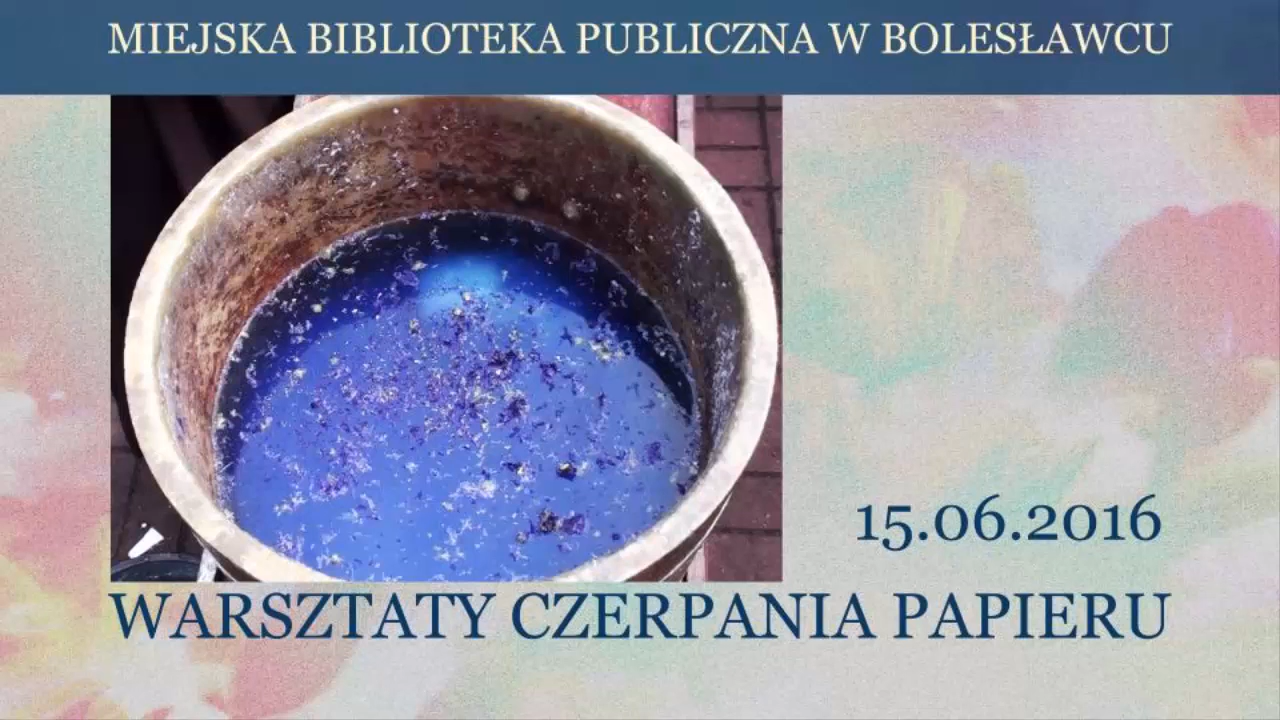 MIEJSKA BIBLIOTEKA PUBLICZNA W BOLESŁAWCU
15.06.2016
WARSZTATY CZERPANIA PAPIERU